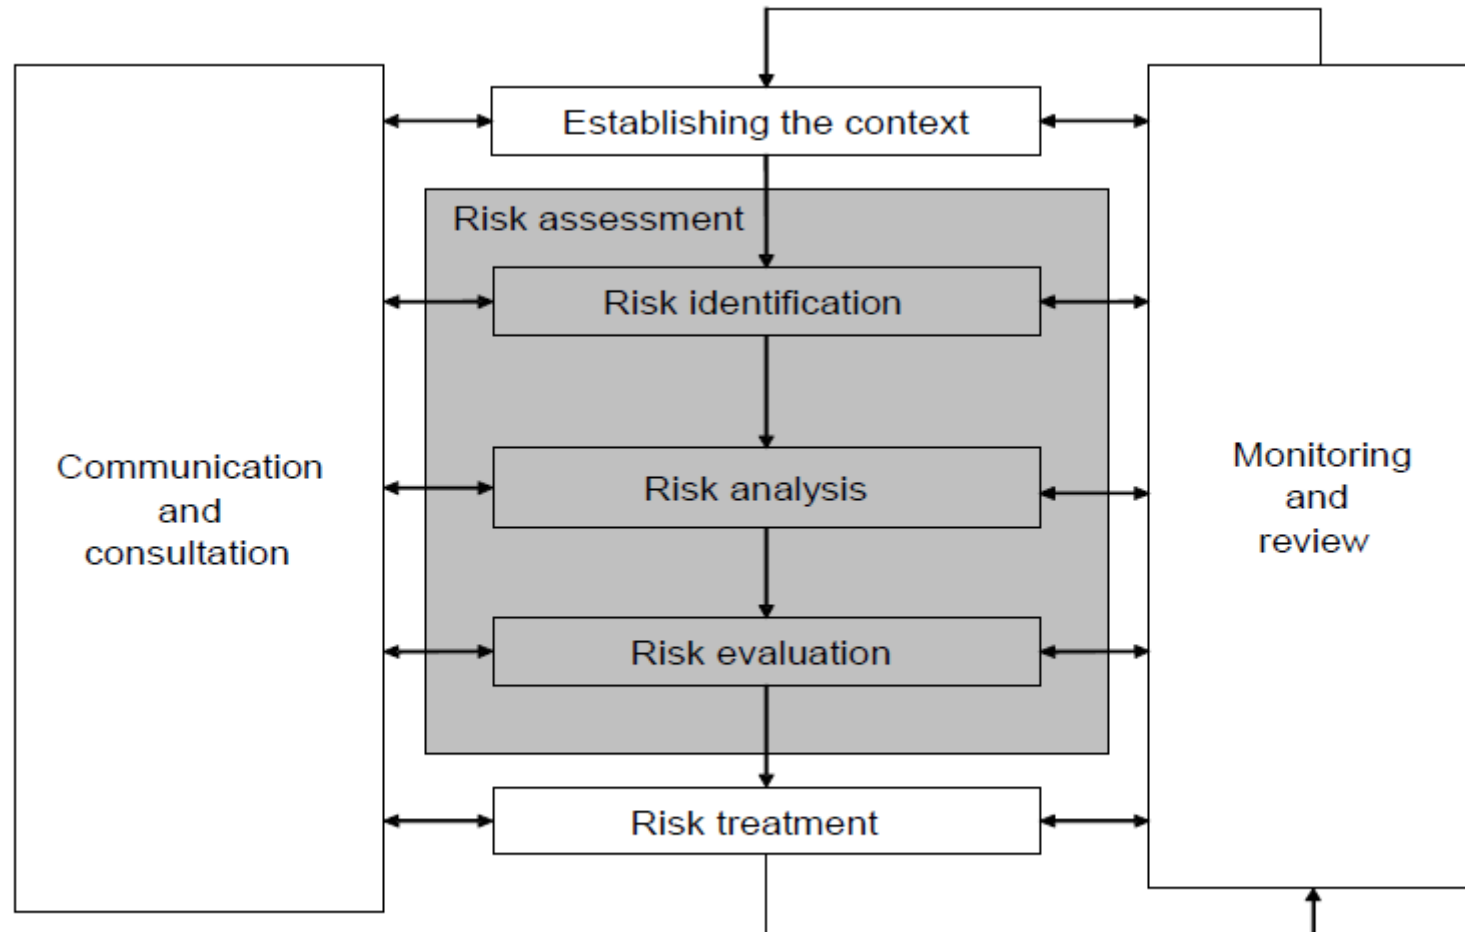 Establishing the context
Risk assessment
Risk identification
Risk analysis
Risk evaluation
Risk treatment
Communication
and
consultation
Monitoring
and
review